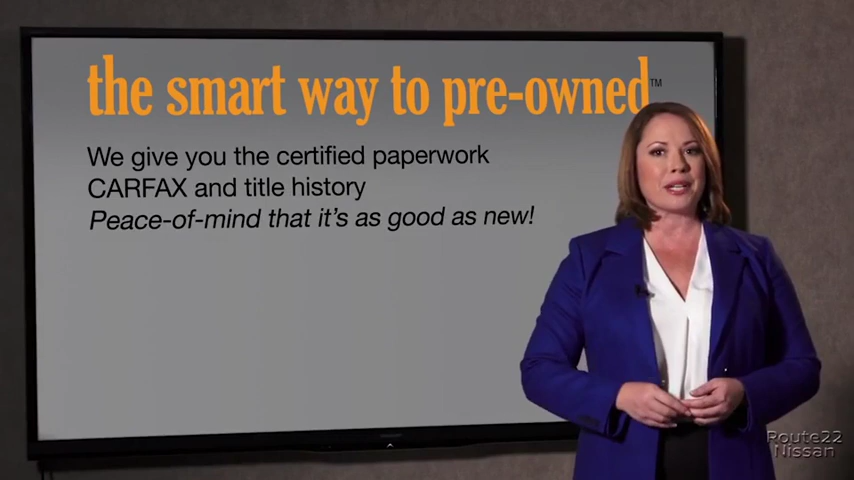 the smart way to pre-owned™
We give you the certified paperwork
CARFAX and title history
Peace-of-mind that it's as good as new!
Route22
Nissan